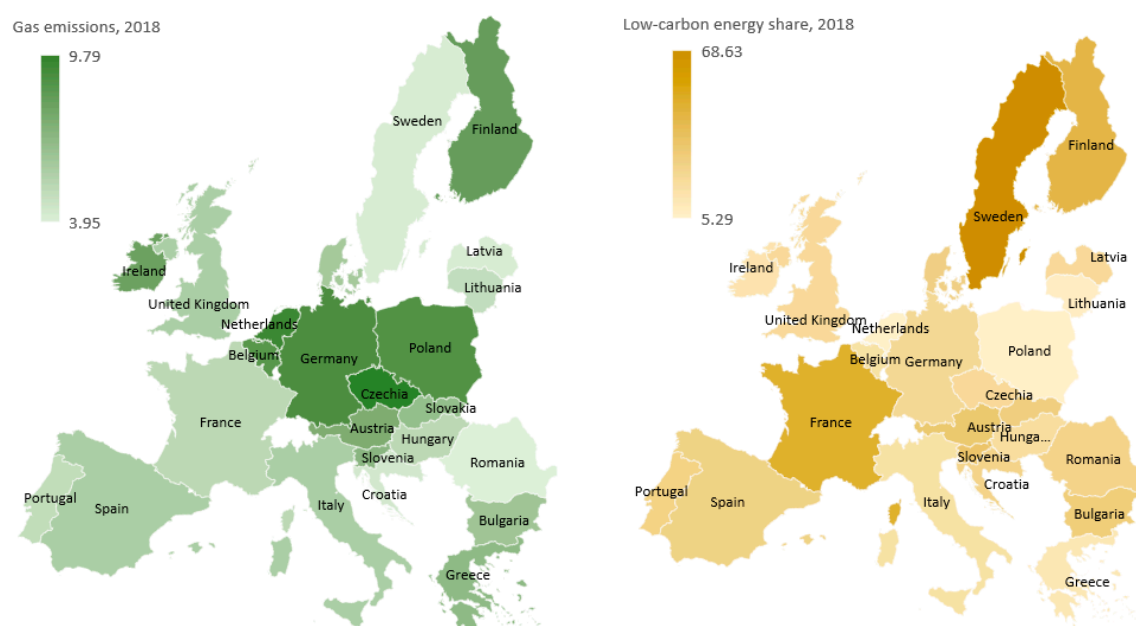 Gas emissions, 2018
9.79
3.95
Sweden
Finland
Latvia
Lithuania
Ireland
United Kingdom
Netherlands
Belgium
Germany
Poland
Czechia
Slovakia
France
Austria
Hungary
Slovenia
Romania
Croatia
Portugal
Spain
Italy
Bulgaria
Greece
Low-carbon energy share, 2018
68.63
5.29
Finland
Sweden
Latvia
Ireland
Lithuania
United Kingdom
Netherlands
Belgium
Germany
Poland
Czechia
France
Austria
Hunga...
Slovenia
Romania
Croatia
Portugal
Spain
Italy
Bulgaria
Greece